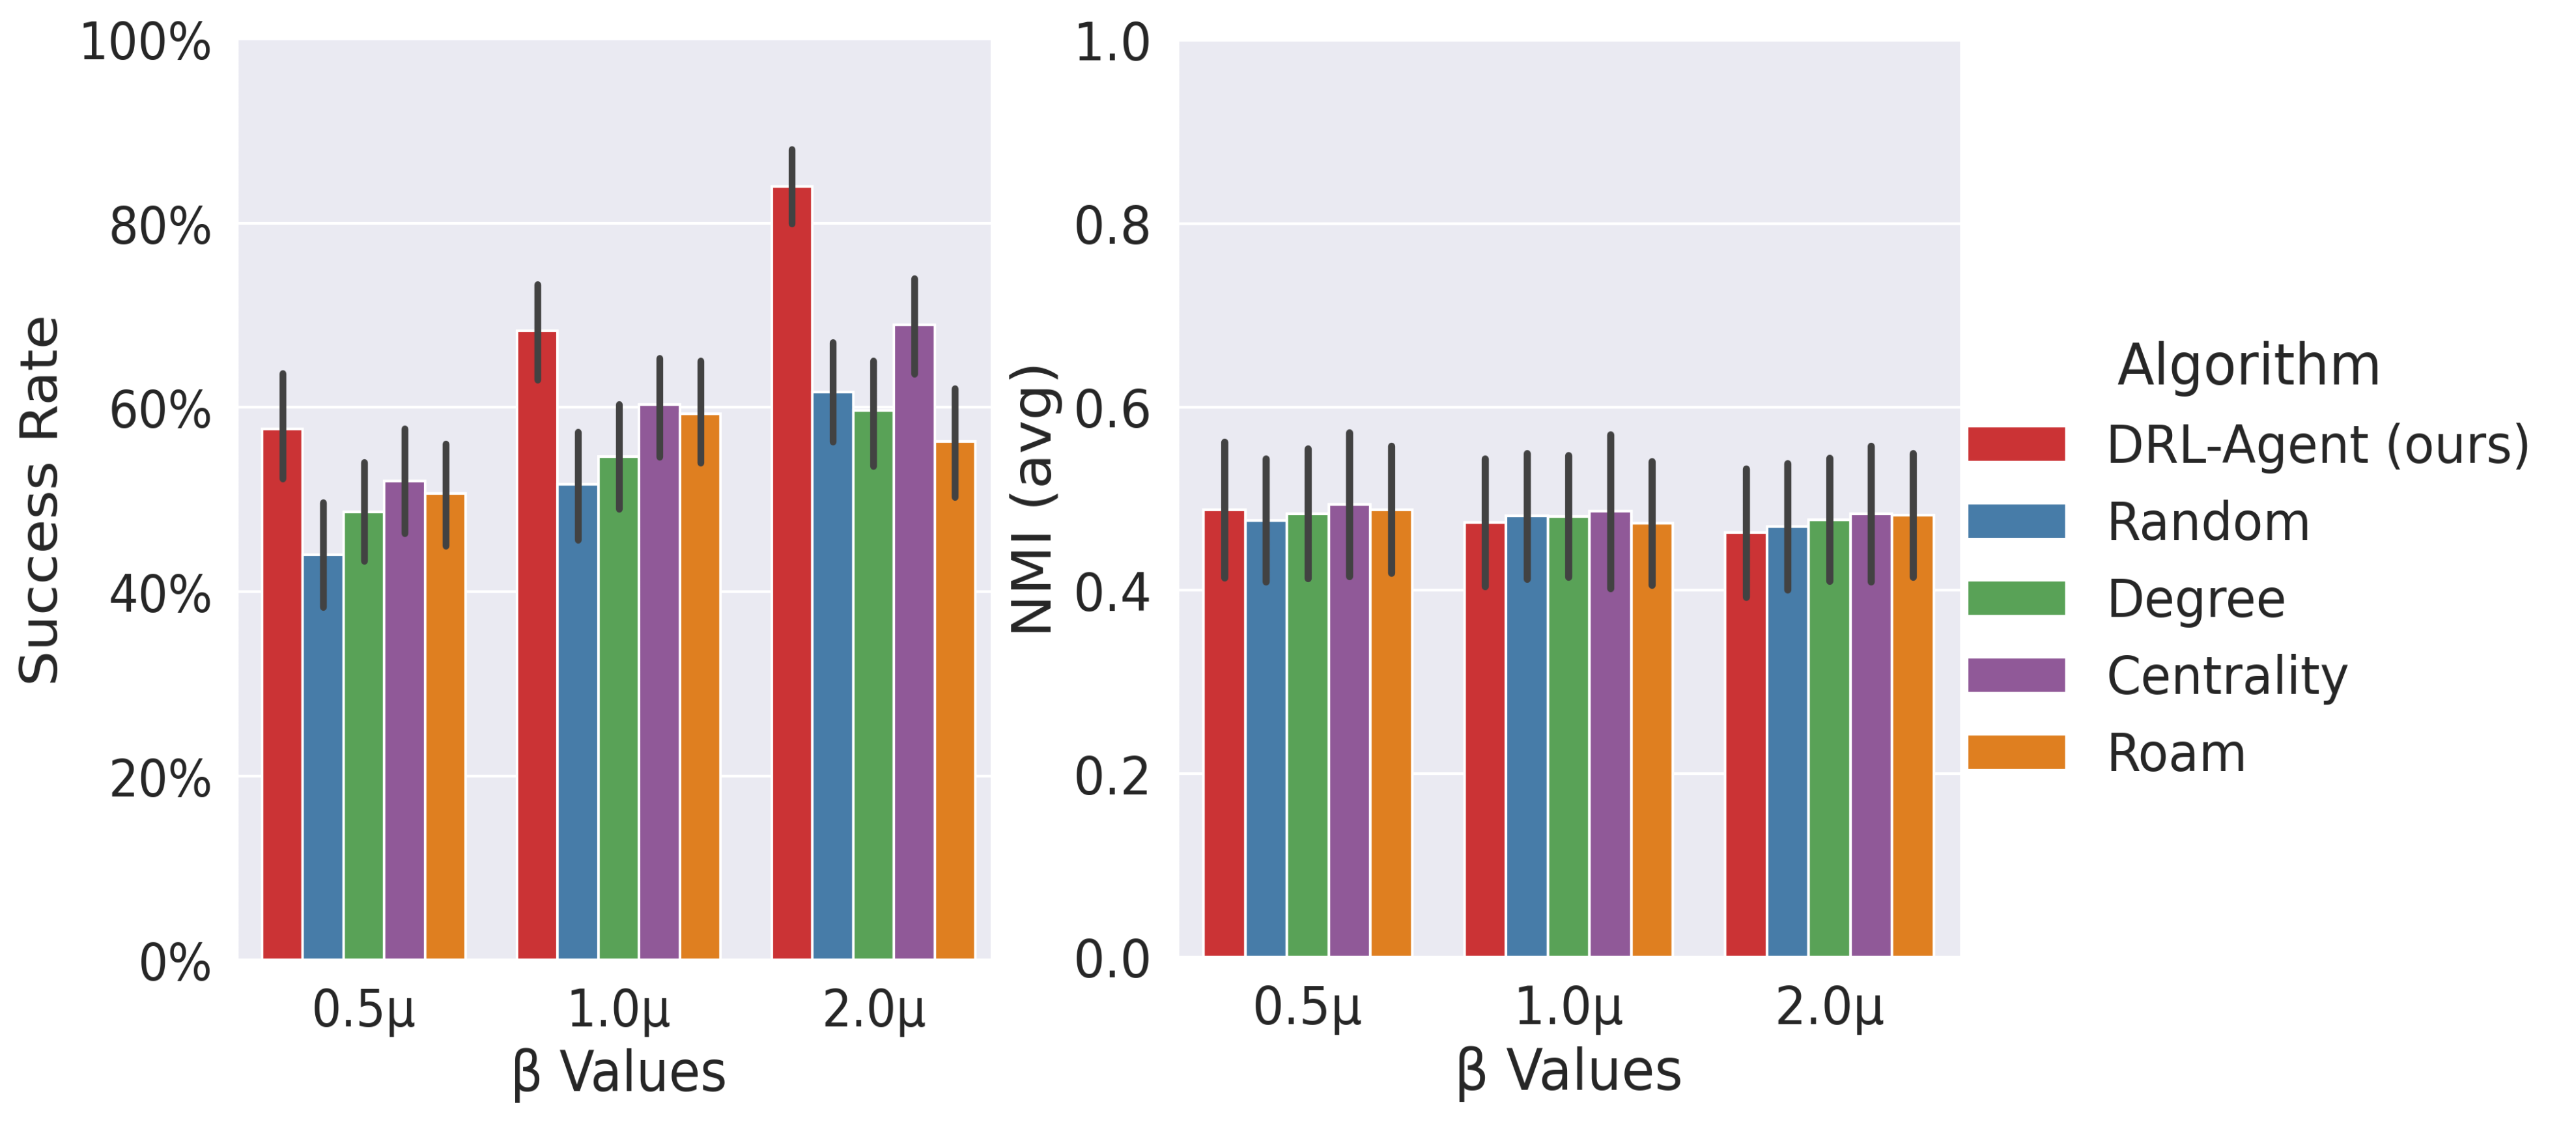 100%
80%
60%
40%
20%
0%
Success Rate
0.5μ 1.0μ 2.0μ
β Values
1.0
0.8
0.6
0.4
0.2
0.0
NMI (avg)
0.5μ 1.0μ 2.0μ
β Values
Algorithm
DRL-Agent (ours)
Random
Degree
Centrality
Roam